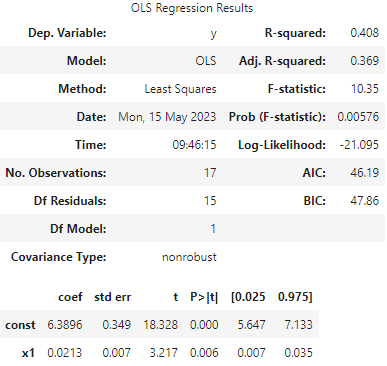 OLS Regression Results
Dep. Variable: y R-squared: 0.408
Model: OLS Adj. R-squared: 0.369
Method: Least Squares F-statistic: 10.35
Date: Mon, 15 May 2023 Prob (F-statistic): 0.00576
Time: 09:46:15 Log-Likelihood: -21.095
No. Observations: 17 AIC: 46.19
Df Residuals: 15 BIC: 47.86
Df Model: 1
Covariance Type: nonrobust
coef std err t P>|t| [0.025 0.975]
const 6.3896 0.349 18.328 0.000 5.647 7.133
x1 0.0213 0.007 3.217 0.006 0.007 0.035